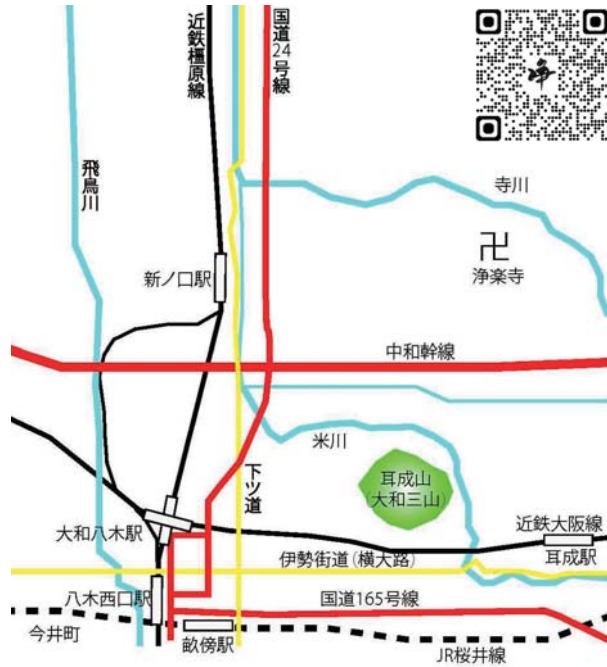 近鉄橿原線
国道24号線
浄
飛鳥川
寺川
卍
浄楽寺
新ノ口駅
中和幹線
米川
耳成山
(大和三山)
下ツ道
大和八木駅
近鉄大阪線
耳成駅
伊勢街道(横大路)
八木西口駅
国道165号線
今井町
畝傍駅
JR桜井線